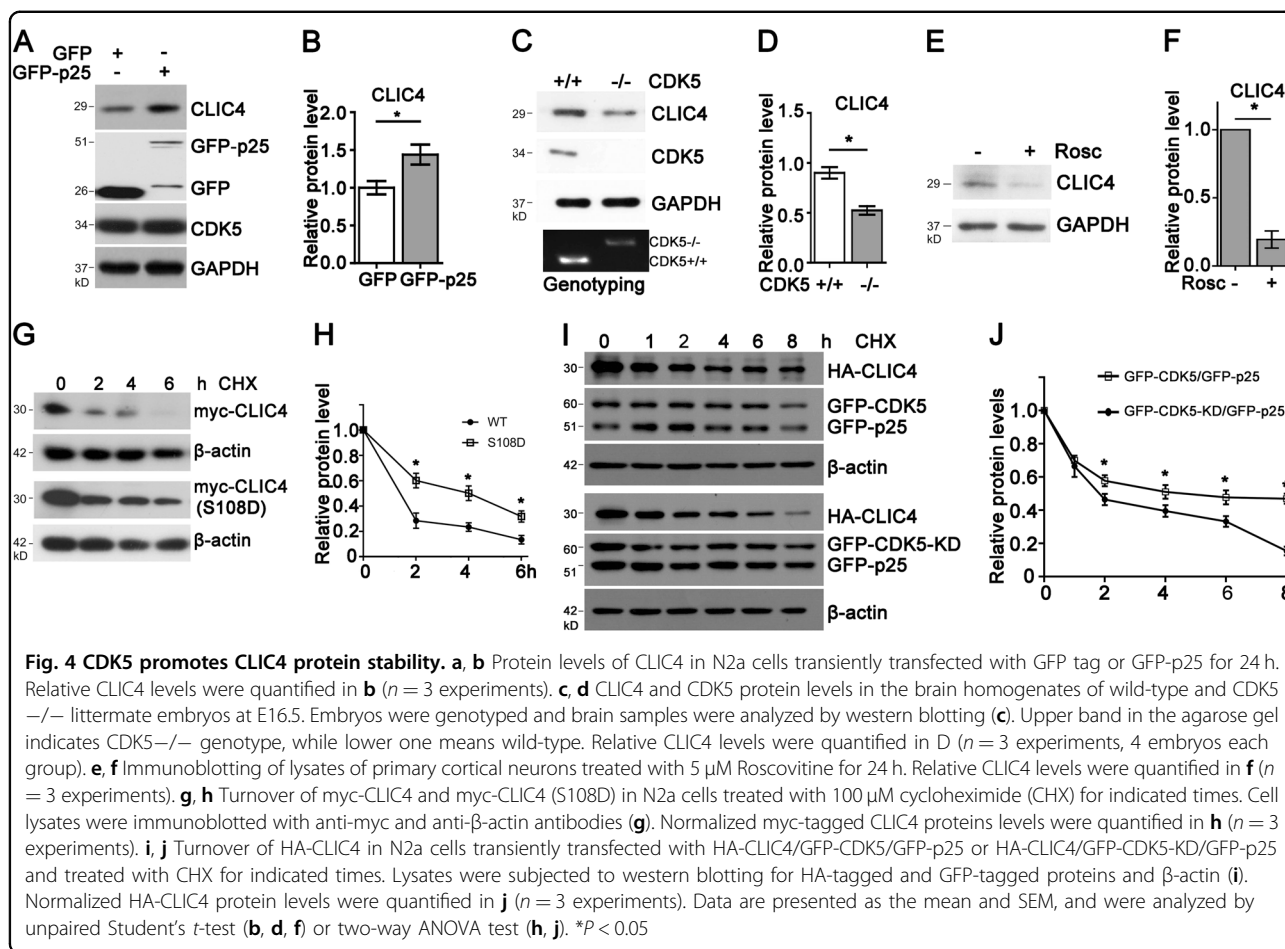 A
GFP + -
GFP-p25 - +
29 CLIC4
51 GFP-p25
26 GFP
34 CDK5
37 GAPDH
kD
B
CLIC4
*
Relative protein level
2.0
1.5
1.0
0.5
0.0
GFP GFP-p25
C
+/+ -/- CDK5
29 CLIC4
34 CDK5
37 GAPDH
kD
CDK5-/-
CDK5+/+
Genotyping
D
CLIC4
*
Relative protein level
1.5
1.0
0.5
0.0
CDK5 +/+ -/-
E
- + Rosc
29 CLIC4
37 GAPDH
kD
F
CLIC4
*
Relative protein level
1.0
0.5
0.0
Rosc - +
G
0 2 4 6 h CHX
30 myc-CLIC4
42 β-actin
30 myc-CLIC4
(S108D)
42 β-actin
kD
H
Relative protein level
1.0
0.8
0.6
0.4
0.2
0
WT
S108D
* * *
0 2 4 6h
I
0 1 2 4 6 8 h CHX
30 HA-CLIC4
60 GFP-CDK5
51 GFP-p25
42 β-actin
30 HA-CLIC4
60 GFP-CDK5-KD
51 GFP-p25
42 β-actin
kD
J
GFP-CDK5/GFP-p25
GFP-CDK5-KD/GFP-p25
Relative protein levels
1.0
0.8
0.6
0.4
0.2
0
* * * *
0 2 4 6 8
Fig. 4 CDK5 promotes CLIC4 protein stability. a, b Protein levels of CLIC4 in N2a cells transiently transfected with GFP tag or GFP-p25 for 24 h.
Relative CLIC4 levels were quantified in b (n = 3 experiments). c, d CLIC4 and CDK5 protein levels in the brain homogenates of wild-type and CDK5
−/− littermate embryos at E16.5. Embryos were genotyped and brain samples were analyzed by western blotting (c). Upper band in the agarose gel
indicates CDK5−/− genotype, while lower one means wild-type. Relative CLIC4 levels were quantified in D (n = 3 experiments, 4 embryos each
group). e, f Immunoblotting of lysates of primary cortical neurons treated with 5 μM Roscovitine for 24 h. Relative CLIC4 levels were quantified in f (n
= 3 experiments). g, h Turnover of myc-CLIC4 and myc-CLIC4 (S108D) in N2a cells treated with 100 μM cycloheximide (CHX) for indicated times. Cell
lysates were immunoblotted with anti-myc and anti-β-actin antibodies (g). Normalized myc-tagged CLIC4 proteins levels were quantified in h (n = 3
experiments). i, j Turnover of HA-CLIC4 in N2a cells transiently transfected with HA-CLIC4/GFP-CDK5/GFP-p25 or HA-CLIC4/GFP-CDK5-KD/GFP-p25
and treated with CHX for indicated times. Lysates were subjected to western blotting for HA-tagged and GFP-tagged proteins and β-actin (i).
Normalized HA-CLIC4 protein levels were quantified in j (n = 3 experiments). Data are presented as the mean and SEM, and were analyzed by
unpaired Student's t-test (b, d, f) or two-way ANOVA test (h, j). *P < 0.05